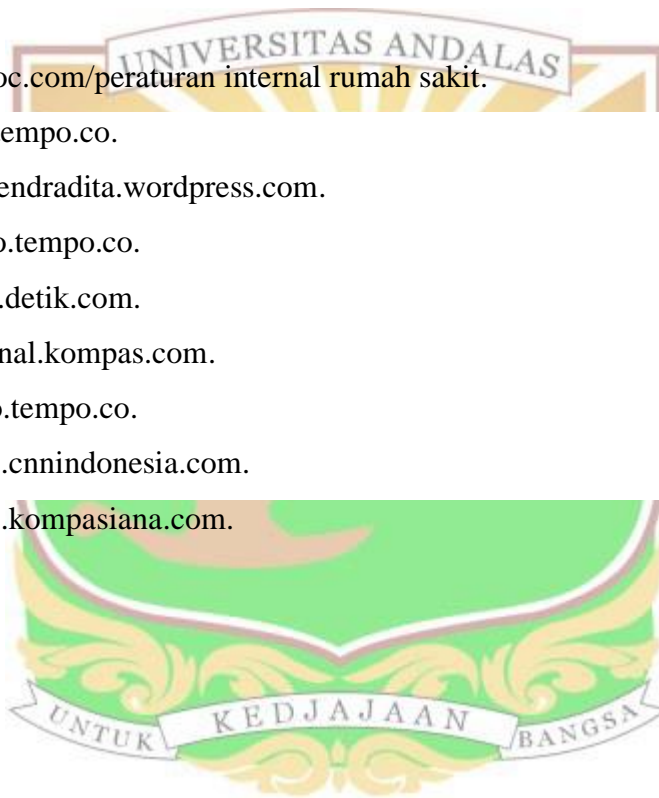 UNIVERSITAS ANDALAS
oc.com/peraturan internal rumah sakit.
empo.co.
endradita.wordpress.com.
o.tempo.co.
.detik.com.
nal.kompas.com.
o.tempo.co.
.cnnindonesia.com.
.kompasiana.com.
UNTUK KEDJAJAAN BANGSA